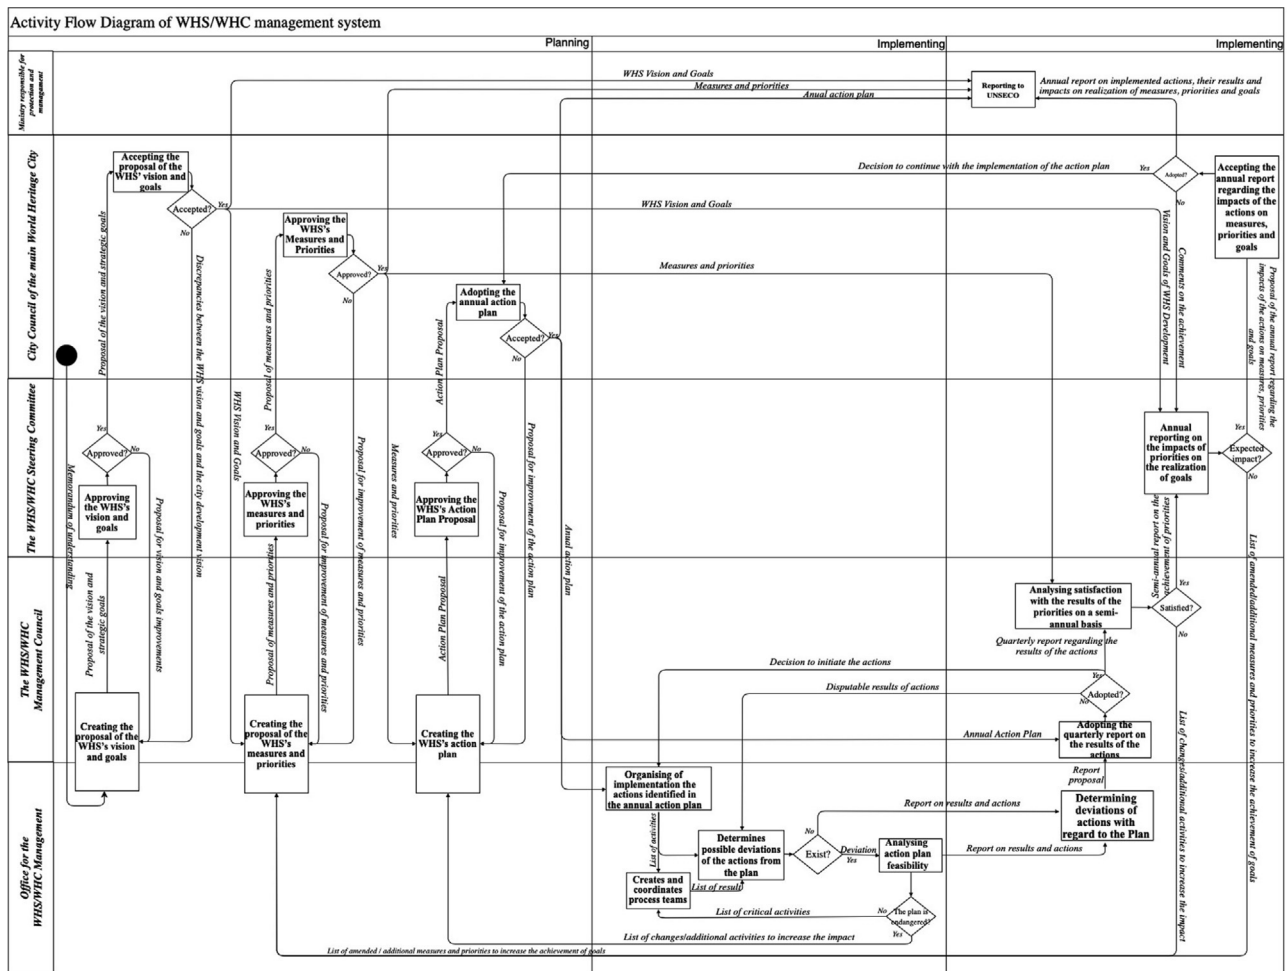 Activity Flow Diagram of WHS/WHC management system
Planning
Implementing
Implementing
Ministry responsible for
protection and
management
WHS Vision and Goals
Measures and priorities
Anual action plan
Reporting to
UNSECO
Annual report on implemented actions, their results and
impacts on realization of measures, priorities and goals
City Council of the main World Heritage City
Accepting the
proposal of the
WHS' vision and
goals
Accepted?
Yes
No
Proposal of the vision and strategic goals
Discrepancies between the WHS vision and goals and the city development
vision
WHS Vision and Goals
Approving the
WHS's
Measures and
Priorities
Approved?
Yes
No
Proposal of measures and priorities
Measures and priorities
Decision to continue with the implementation of the action plan
Adopting the
annual action
plan
Accepted?
Yes
No
Action Plan Proposal
Adopted?
Yes
No
Accepting the
annual report
regarding the
impacts of the
actions on
measures,
priorities and
goals
Vision and Goals of WHS Development
Comments on the achievement
Proposal of the annual report regarding the
impacts of the actions on measures, priorities
and goals
The WHS/WHC Steering Committee
Memorandum of understanding
Approved?
Yes
No
Approving
the WHS's
vision and
goals
Proposal for vision and
goals improvements
WHS Vision and
Goals
Approved?
Yes
No
Approving the
WHS's
measures and
priorities
Proposal for improvement of measures and
priorities
Proposal for improvement of measures and
priorities
Measures and
priorities
Approved?
Yes
No
Approving the
WHS's Action
Plan Proposal
Proposal for improvement of the action
plan
Proposal for improvement of the action
plan
Anual action plan
Annual
reporting on
the impacts of
priorities on
the realization
of goals
Expected
impact?
Yes
No
Semi-annual report on the
achievement of priorities
List of amended/additional measures and priorities to increase the achievement of
goals
The WHS/WHC
Management Council
Proposal of the vision and
strategic goals
Creating the
proposal of the
WHS's vision
and goals
Proposal of measures and priorities
Creating the
proposal of the
WHS's
measures and
priorities
Action Plan Proposal
Creating the
WHS's action
plan
Analysing satisfaction
with the results of the
priorities on a semi-
annual basis
Satisfied?
Yes
No
Quarterly report regarding the
results of the actions
Decision to initiate the actions
Disputable results of actions
Adopted?
Yes
No
Annual Action Plan
Adopting the
quarterly report on
the results of the
actions
List of changes/additional activities to increase the
impact
Office for the
WHS/WHC Management
Organising of
implementation the
actions identified in
the annual action plan
List of activities
Creates and
coordinates
process teams
List of result
Determines
possible deviations
of the actions from
the plan
Exist?
No
Yes
Deviation
Report on results and actions
Analysing
action plan
feasibility
Report on results and actions
Report
proposal
Determining
deviations of
actions with
regard to the Plan
The plan is
endangered?
No
Yes
List of critical activities
List of changes/additional activities to increase the impact
List of amended / additional measures and priorities to increase the achievement of goals